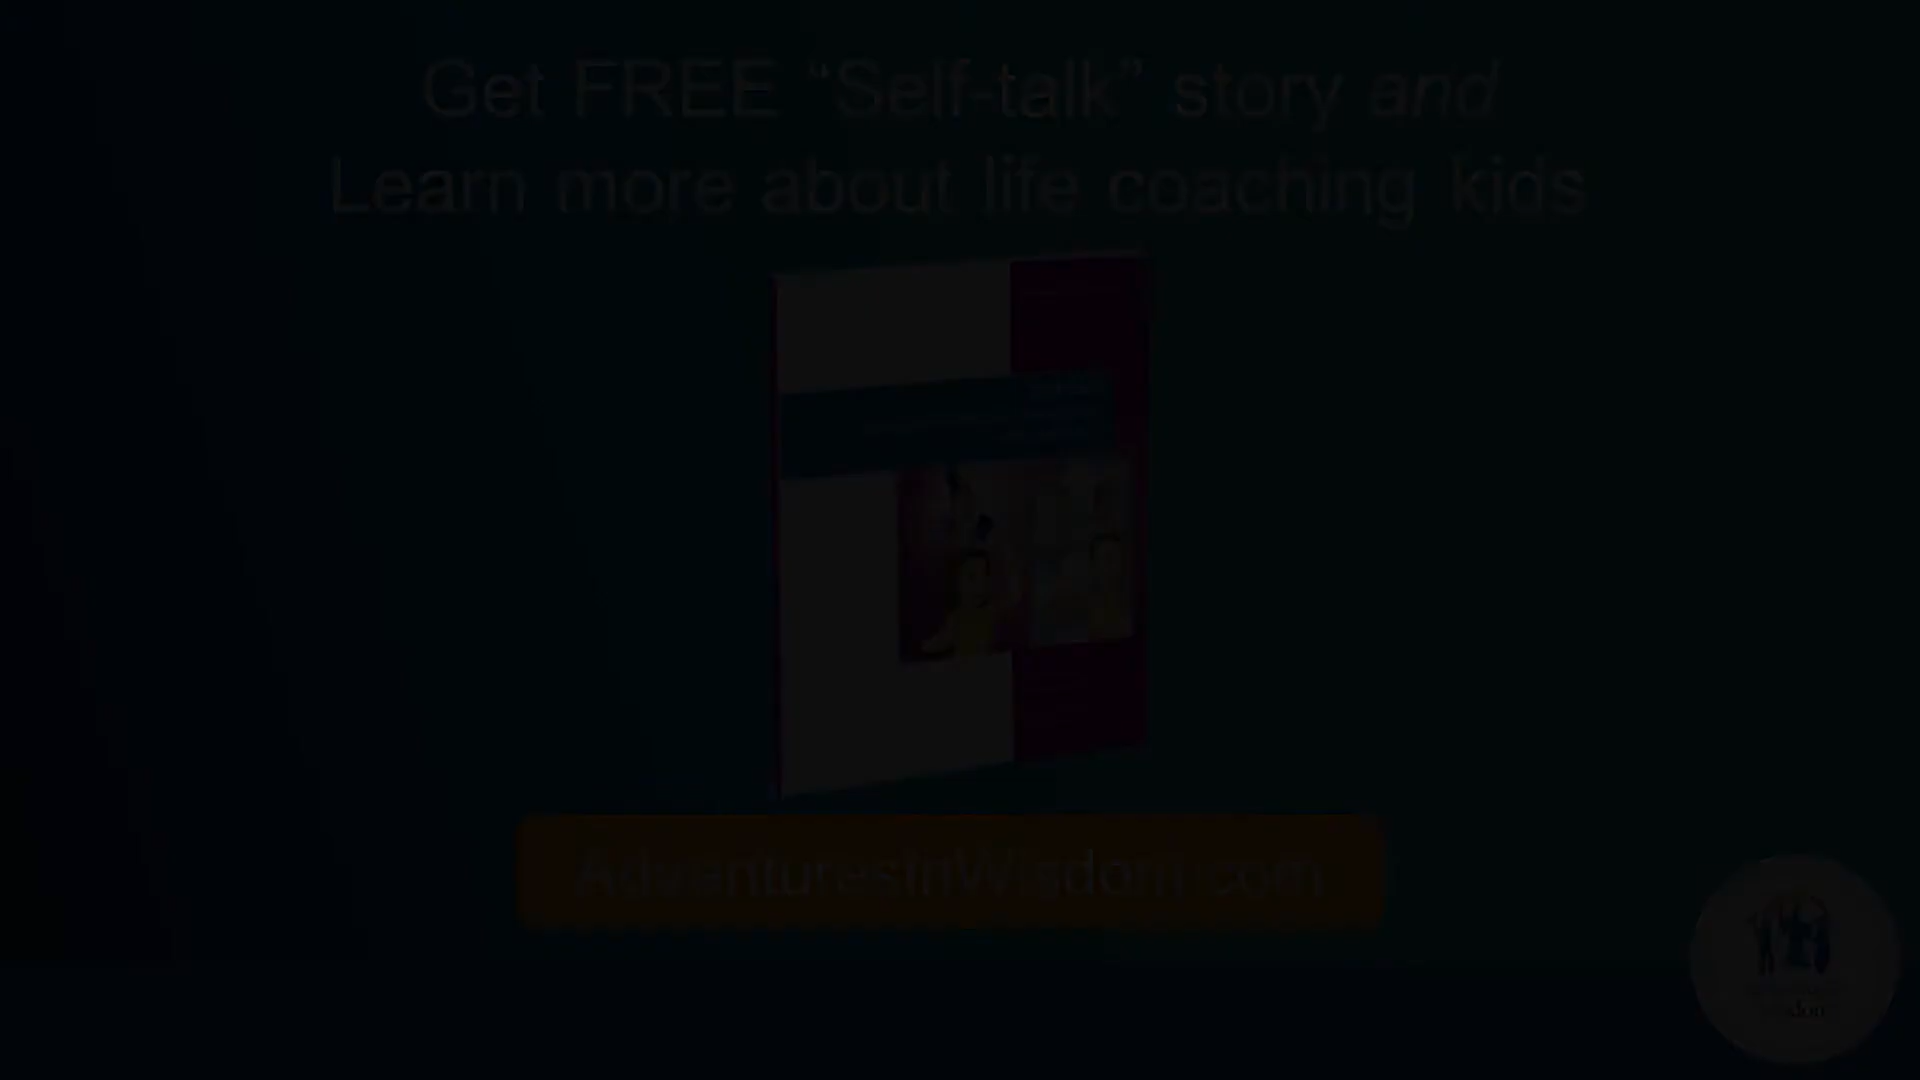 Get FREE “Self-talk” story and
Learn more about life coaching kids
AdventuresInWisdom.com